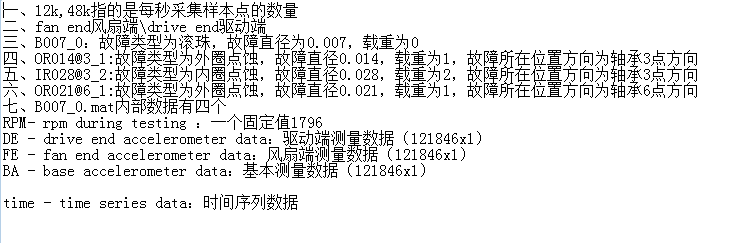 一、12k,48k指的是每秒采集样本点的数量
二、fan end风扇端\drive end驱动端
三、B007_0：故障类型为滚珠，故障直径为0.007，载重为0
四、OR014@3_1:故障类型为外圈点蚀，故障直径0.014，载重为1，故障所在位置方向为轴承3点方向
五、IR028@3_2:故障类型为内圈点蚀，故障直径0.028，载重为2，故障所在位置方向为轴承3点方向
六、OR021@6_1:故障类型为外圈点蚀，故障直径0.021，载重为1，故障所在位置方向为轴承6点方向
七、B007_0.mat内部数据有四个
RPM- rpm during testing ：一个固定值1796
DE - drive end accelerometer data：驱动端测量数据（121846x1）
FE - fan end accelerometer data：风扇端测量数据（121846x1）
BA - base accelerometer data：基本测量数据（121846x1）
time - time series data：时间序列数据